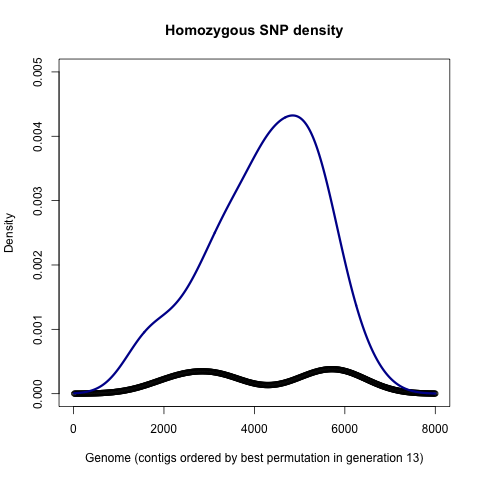 Homozygous SNP density
Density
0.005
0.004
0.003
0.002
0.001
0.000
0 2000 4000 6000 8000
Genome (contigs ordered by best permutation in generation 13)